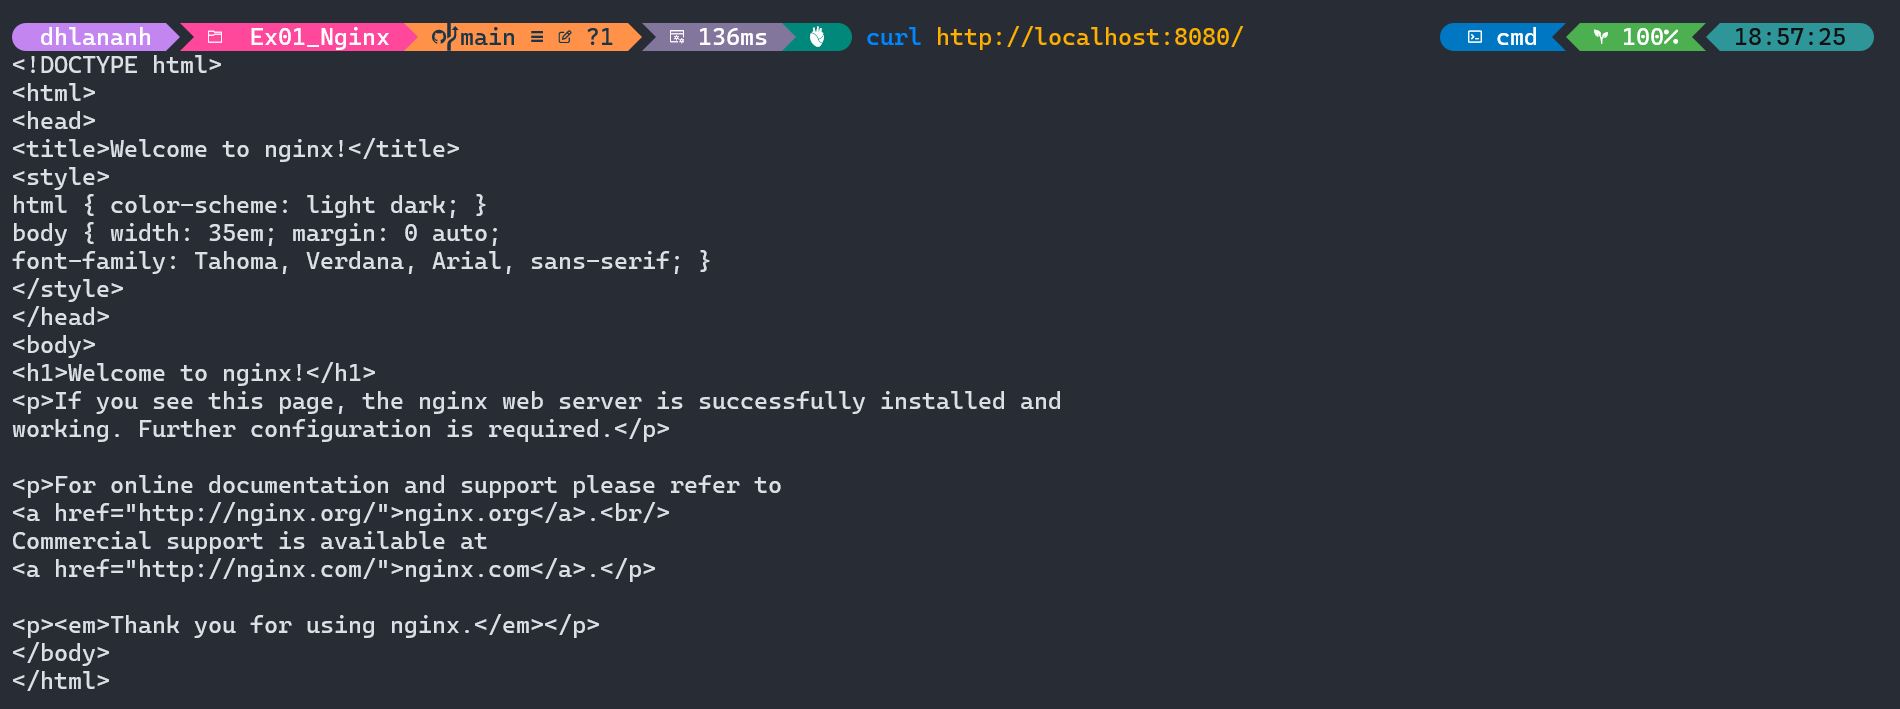 dhlananh Ex01_Nginx main ≡ ?1 136ms curl http://localhost:8080/ cmd 100% 18:57:25
<!DOCTYPE html>
<html>
<head>
<title>Welcome to nginx!</title>
<style>
html { color-scheme: light dark; }
body { width: 35em; margin: 0 auto;
font-family: Tahoma, Verdana, Arial, sans-serif; }
</style>
</head>
<body>
<h1>Welcome to nginx!</h1>
<p>If you see this page, the nginx web server is successfully installed and
working. Further configuration is required.</p>

<p>For online documentation and support please refer to
<a href="http://nginx.org/">nginx.org</a>.<br/>
Commercial support is available at
<a href="http://nginx.com/">nginx.com</a>.</p>

<p><em>Thank you for using nginx.</em></p>
</body>
</html>